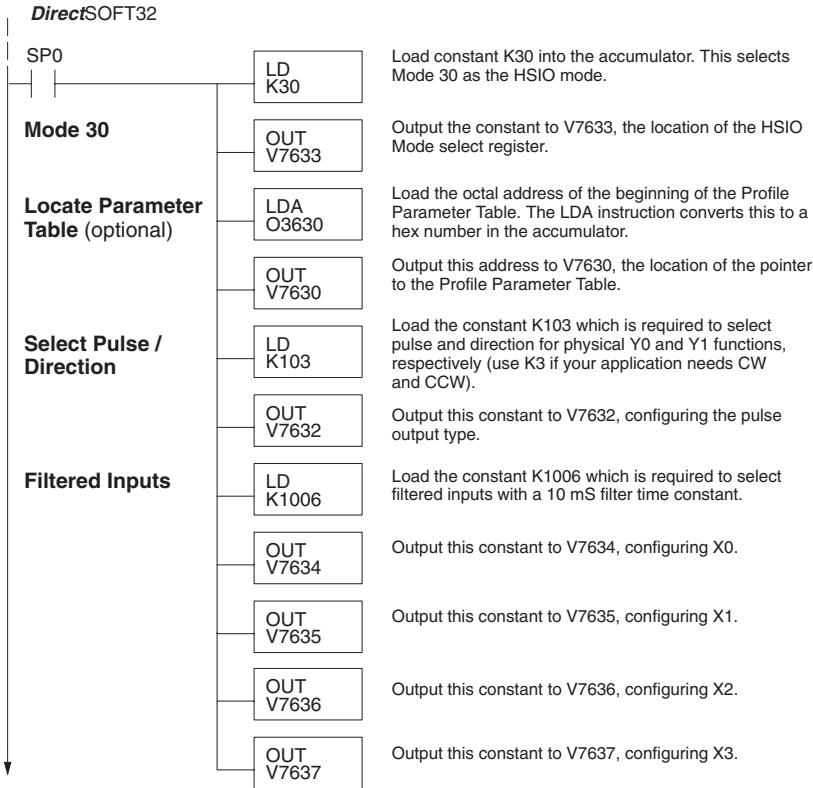 DirectSOFT32
SP0
LD
K30
Load constant K30 into the accumulator. This selects
Mode 30 as the HSIO mode.
Mode 30
OUT
V7633
Output the constant to V7633, the location of the HSIO
Mode select register.
Locate Parameter
Table (optional)
LDA
O3630
Load the octal address of the beginning of the Profile
Parameter Table. The LDA instruction converts this to a
hex number in the accumulator.
OUT
V7630
Output this address to V7630, the location of the pointer
to the Profile Parameter Table.
Select Pulse /
Direction
LD
K103
Load the constant K103 which is required to select
pulse and direction for physical Y0 and Y1 functions,
respectively (use K3 if your application needs CW
and CCW).
OUT
V7632
Output this constant to V7632, configuring the pulse
output type.
Filtered Inputs
LD
K1006
Load the constant K1006 which is required to select
filtered inputs with a 10 mS filter time constant.
OUT
V7634
Output this constant to V7634, configuring X0.
OUT
V7635
Output this constant to V7635, configuring X1.
OUT
V7636
Output this constant to V7636, configuring X2.
OUT
V7637
Output this constant to V7637, configuring X3.